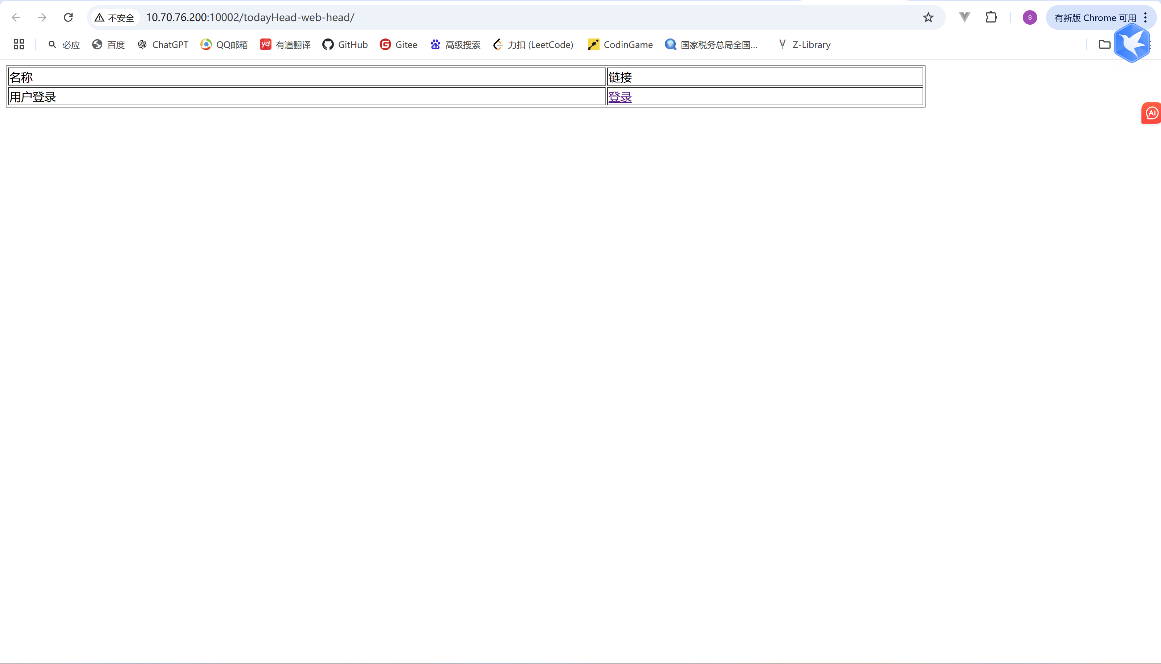 不安全 10.70.76.200:10002/todayHead-web-head/ S 有新版 Chrome 可用
必应 百度 ChatGPT QQ邮箱 yd 有道翻译 GitHub G Gitee 高级搜索 力扣 (LeetCode) CodinGame 国家税务总局全国... Z-Library
名称 链接
用户登录 登录
AI